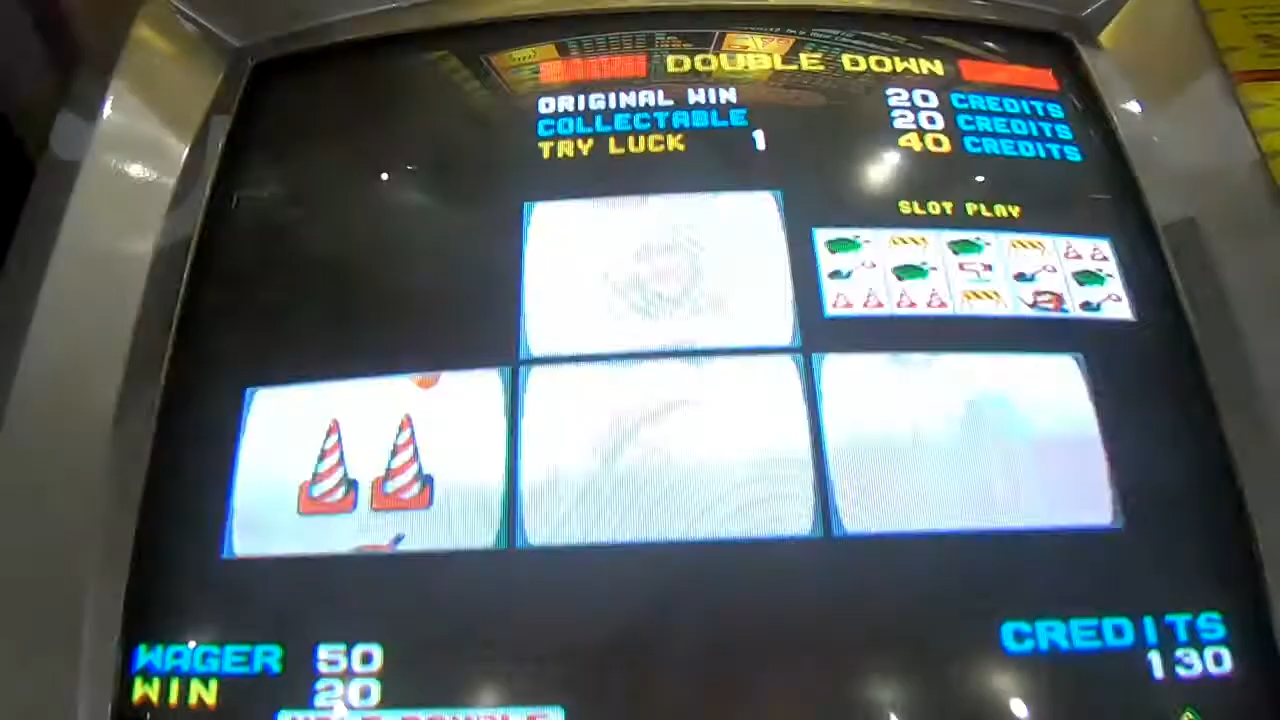 DOUBLE DOWN
ORIGINAL WIN 20 CREDITS
COLLECTABLE 20 CREDITS
TRY LUCK 1 40 CREDITS
SLOT PLAY
WAGER 50
WIN 20
CREDITS
130